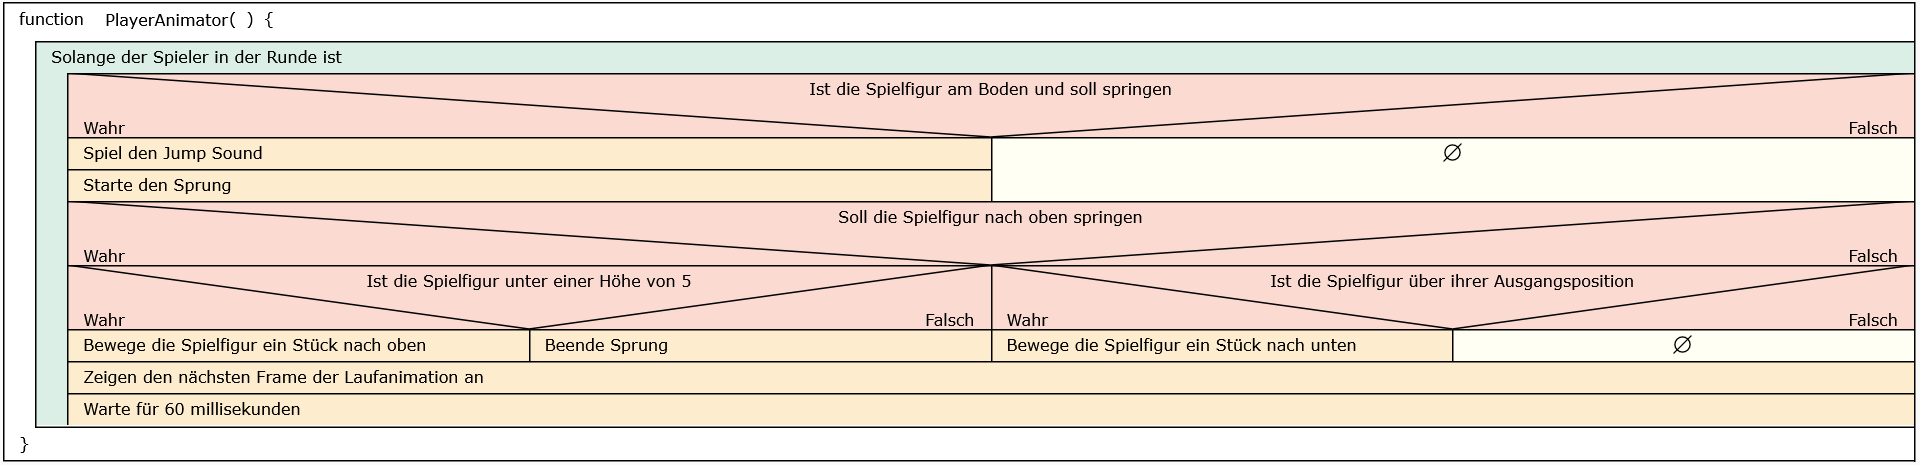 function PlayerAnimator( ) {
Solange der Spieler in der Runde ist
Ist die Spielfigur am Boden und soll springen
Wahr Falsch
Spiel den Jump Sound ∅
Starte den Sprung
Soll die Spielfigur nach oben springen
Wahr Falsch
Ist die Spielfigur unter einer Höhe von 5 Ist die Spielfigur über ihrer Ausgangsposition
Wahr Falsch Wahr Falsch
Bewege die Spielfigur ein Stück nach oben Beende Sprung Bewege die Spielfigur ein Stück nach unten ∅
Zeigen den nächsten Frame der Laufanimation an
Warte für 60 millisekunden
}